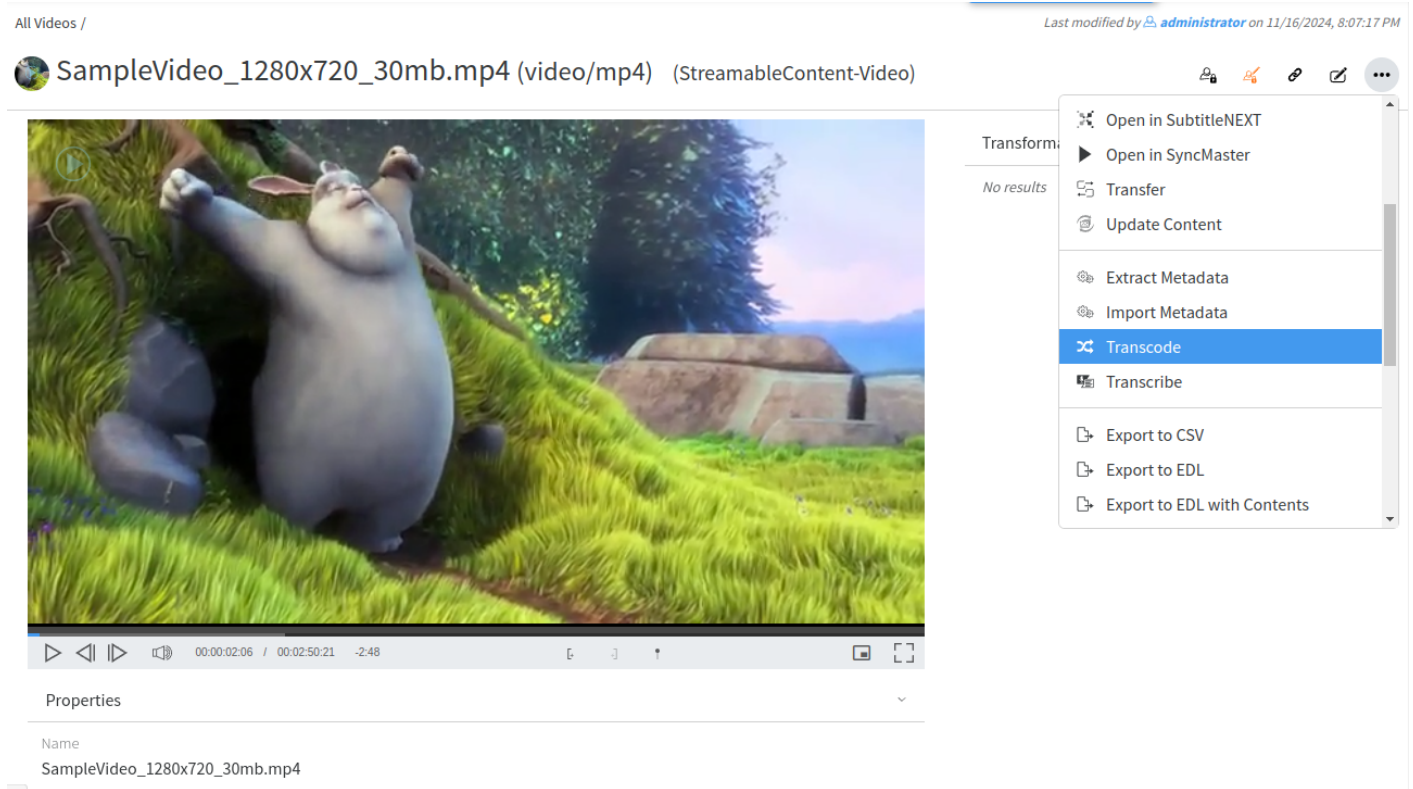 All Videos /
Last modified by administrator on 11/16/2024, 8:07:17 PM
SampleVideo_1280x720_30mb.mp4 (video/mp4) (StreamableContent-Video)
Transforma
No results
Open in SubtitleNEXT
Open in SyncMaster
Transfer
Update Content
Extract Metadata
Import Metadata
Transcode
Transcribe
Export to CSV
Export to EDL
Export to EDL with Contents
00:00:02:06 / 00:02:50:21 -2:48
Properties
Name
SampleVideo_1280x720_30mb.mp4